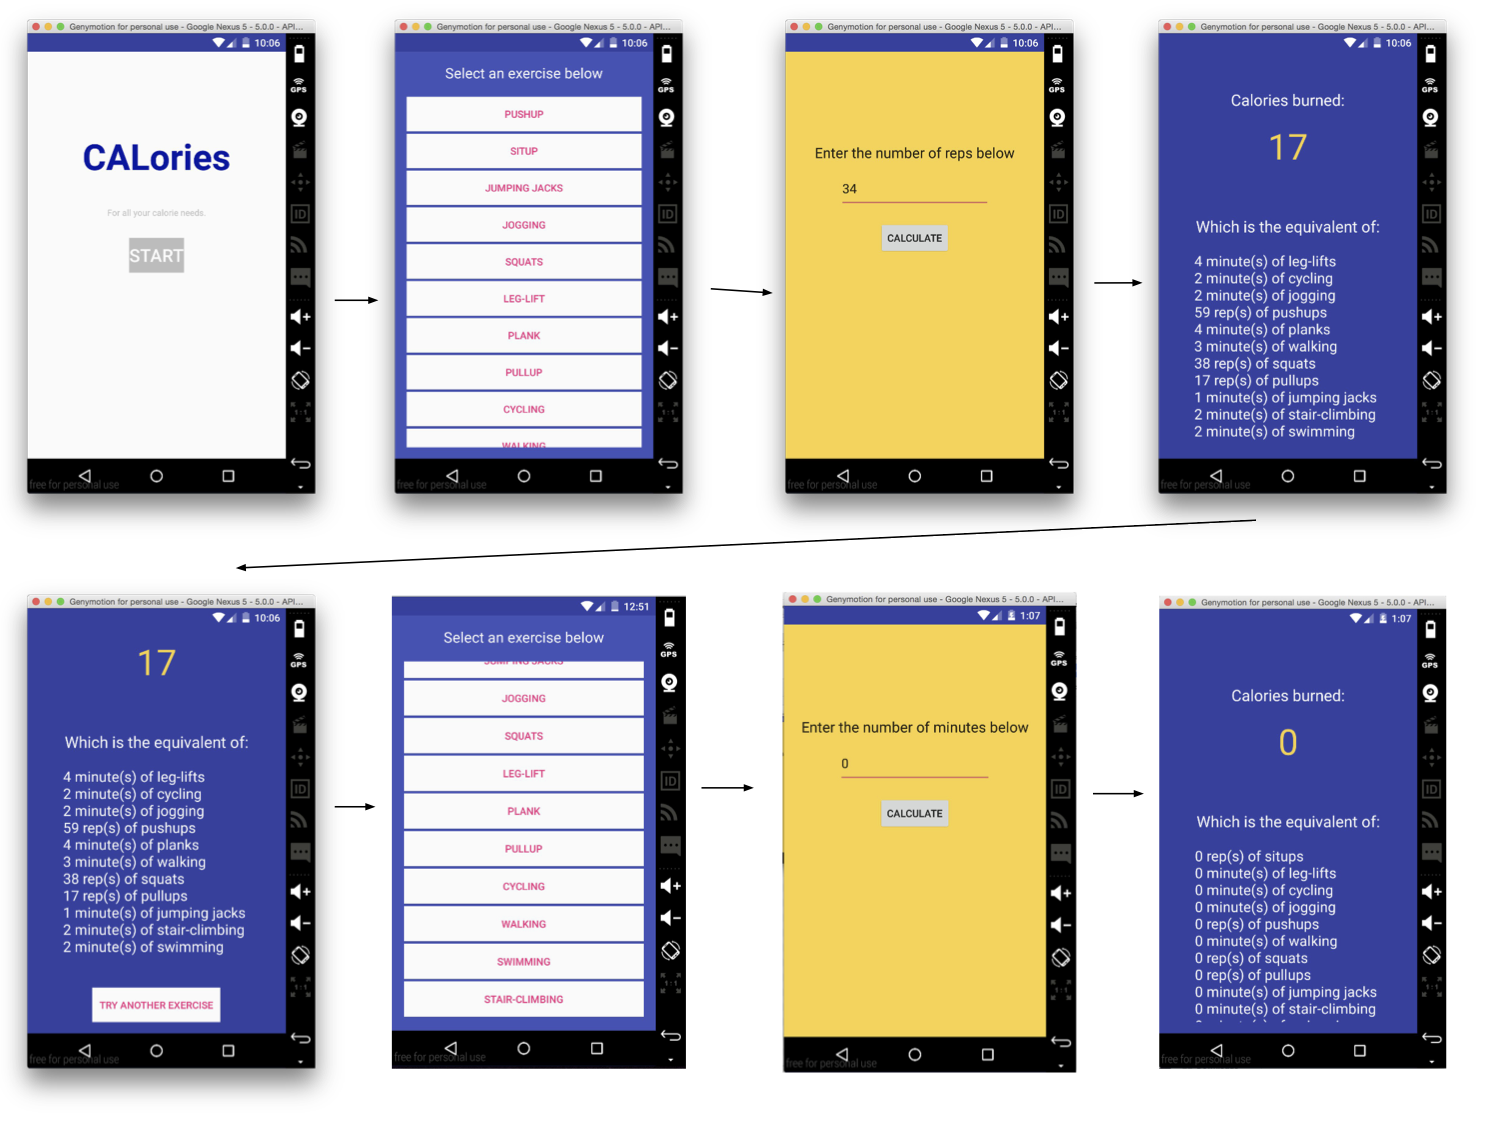 Genymotion for personal use - Google Nexus 5 - 5.0.0 - API...
10:06
GPS
CALories
For all your calorie needs.
START
ID
1:1
free for personal use
Genymotion for personal use - Google Nexus 5 - 5.0.0 - API...
10:06
Select an exercise below
GPS
PUSHUP
SITUP
JUMPING JACKS
JOGGING
ID
SQUATS
LEG-LIFT
PLANK
PULLUP
CYCLING
1:1
WALKING
free for personal use
Genymotion for personal use - Google Nexus 5 - 5.0.0 - API...
10:06
GPS
Enter the number of reps below
34
ID
CALCULATE
1:1
free for personal use
Genymotion for personal use - Google Nexus 5 - 5.0.0 - API...
10:06
GPS
Calories burned:
17
ID
Which is the equivalent of:
4 minute(s) of leg-lifts
2 minute(s) of cycling
2 minute(s) of jogging
59 rep(s) of pushups
4 minute(s) of planks
3 minute(s) of walking
38 rep(s) of squats
17 rep(s) of pullups
1 minute(s) of jumping jacks
2 minute(s) of stair-climbing
2 minute(s) of swimming
1:1
free for personal use
Genymotion for personal use - Google Nexus 5 - 5.0.0 - API...
10:06
GPS
17
Which is the equivalent of:
ID
4 minute(s) of leg-lifts
2 minute(s) of cycling
2 minute(s) of jogging
59 rep(s) of pushups
4 minute(s) of planks
3 minute(s) of walking
38 rep(s) of squats
17 rep(s) of pullups
1 minute(s) of jumping jacks
2 minute(s) of stair-climbing
2 minute(s) of swimming
1:1
TRY ANOTHER EXERCISE
free for personal use
12:51
Select an exercise below
GPS
JUMPING JACKS
JOGGING
SQUATS
LEG-LIFT
ID
PLANK
PULLUP
CYCLING
WALKING
SWIMMING
1:1
STAIR-CLIMBING
free for personal use
Genymotion for personal use - Google Nexus 5 - 5.0.0 - API...
1:07
GPS
Enter the number of minutes below
0
ID
CALCULATE
1:1
free for personal use
Genymotion for personal use - Google Nexus 5 - 5.0.0 - API...
1:07
GPS
Calories burned:
0
ID
Which is the equivalent of:
0 rep(s) of situps
0 minute(s) of leg-lifts
0 minute(s) of cycling
0 minute(s) of jogging
0 rep(s) of pushups
0 minute(s) of walking
0 rep(s) of squats
0 rep(s) of pullups
0 minute(s) of jumping jacks
0 minute(s) of stair-climbing
1:1
free for personal use